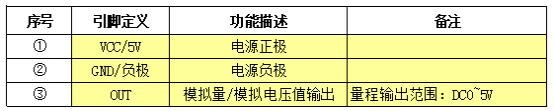 序号 引脚定义 功能描述 备注
① VCC/5V 电源正极
② GND/负极 电源负极
③ OUT 模拟量/模拟电压值输出 量程输出范围：DC0~5V